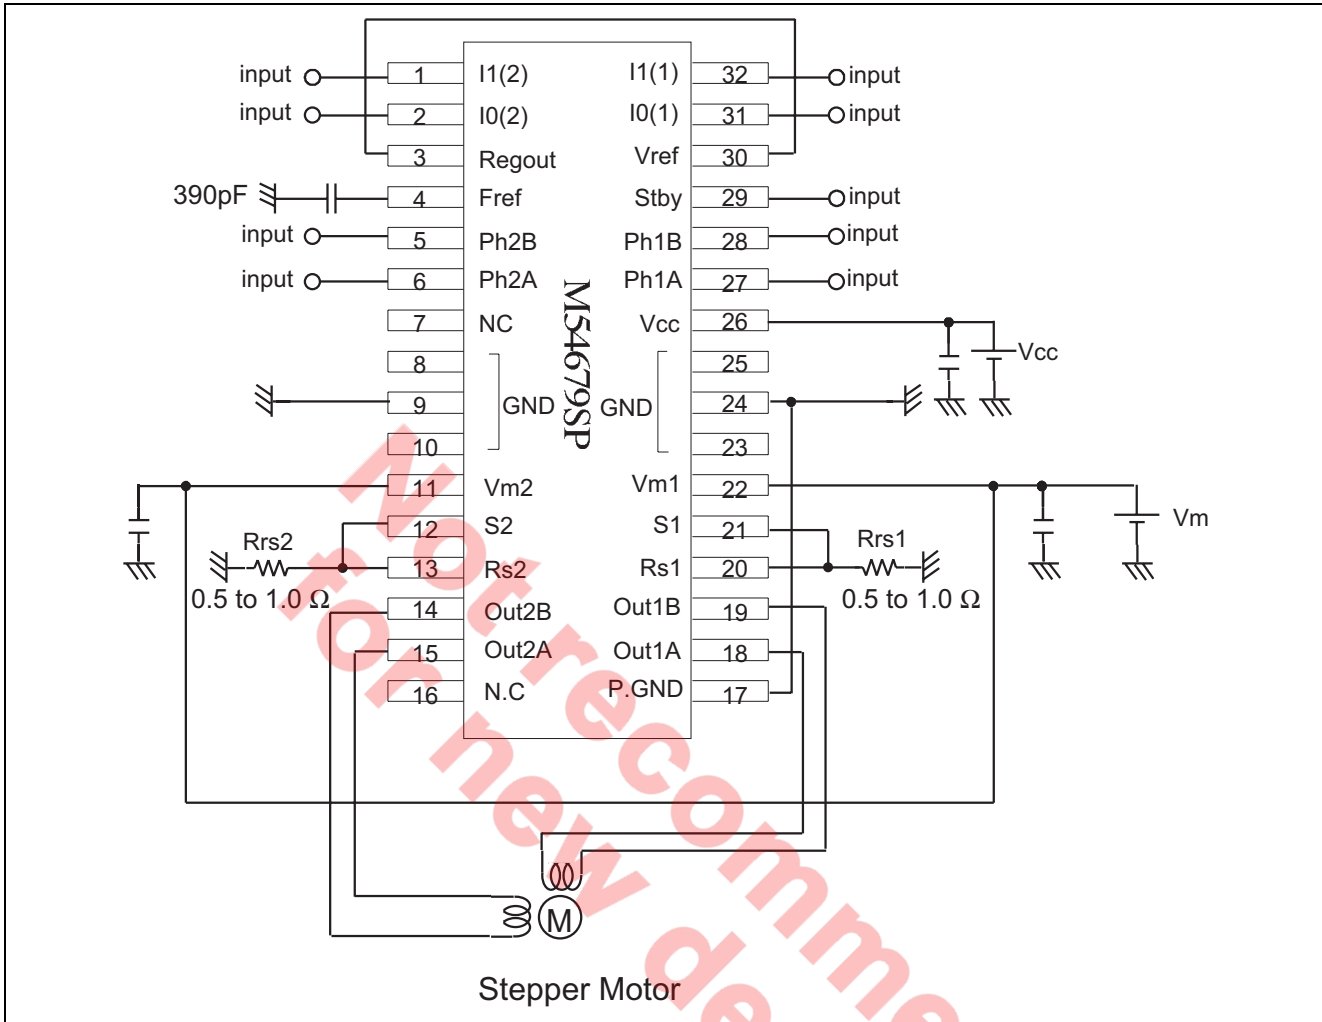 input 1 I1(2) I1(1) 32 input
input 2 I0(2) I0(1) 31 input
3 Regout Vref 30
390pF 4 Fref Stby 29 input
input 5 Ph2B Ph1B 28 input
input 6 Ph2A Ph1A 27 input
7 NC Vcc 26
Vcc
8 25
9 GND GND 24
10 23
M54679SP
11 Vm2 Vm1 22
Vm
12 S2 S1 21
Rrs2 Rrs1
13 Rs2 Rs1 20
0.5 to 1.0 Ω 0.5 to 1.0 Ω
14 Out2B Out1B 19
15 Out2A Out1A 18
16 N.C P.GND 17
M
Stepper Motor
Not recomme
for new de